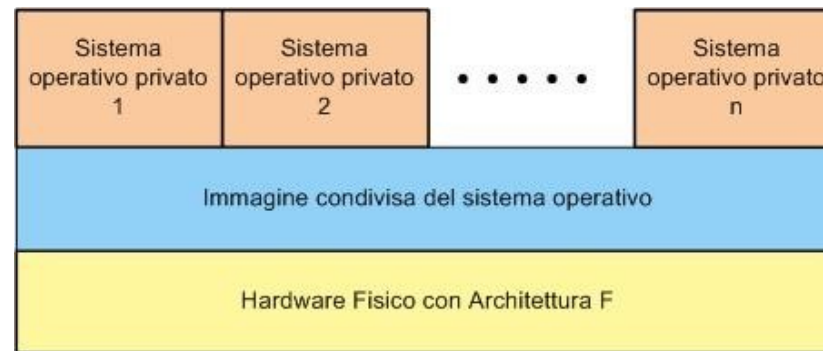 Sistema
operativo privato
1
Sistema
operativo privato
2
Sistema
operativo privato
n
Immagine condivisa del sistema operativo
Hardware Fisico con Architettura F